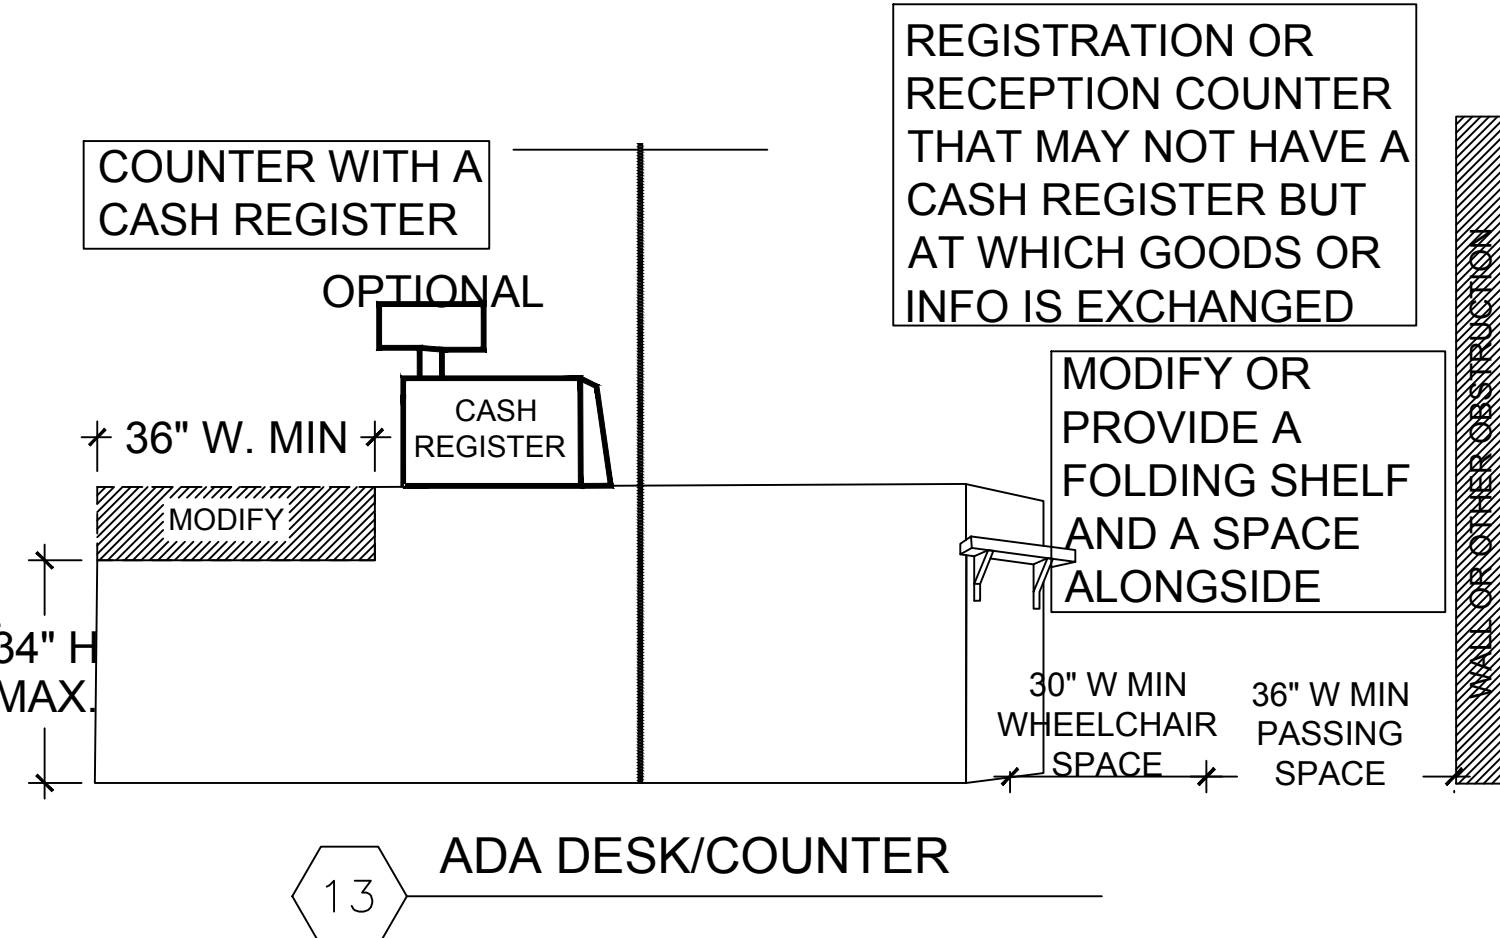 COUNTER WITH A
CASH REGISTER
REGISTRATION OR
RECEPTION COUNTER
THAT MAY NOT HAVE A
CASH REGISTER BUT
AT WHICH GOODS OR
INFO IS EXCHANGED
OPTIONAL
CASH
REGISTER
36" W. MIN
MODIFY
34" H
MAX.
MODIFY OR
PROVIDE A
FOLDING SHELF
AND A SPACE
ALONGSIDE
WALL OR OTHER OBSTRUCTION
30" W MIN
WHEELCHAIR
SPACE
36" W MIN
PASSING
SPACE
ADA DESK/COUNTER
13